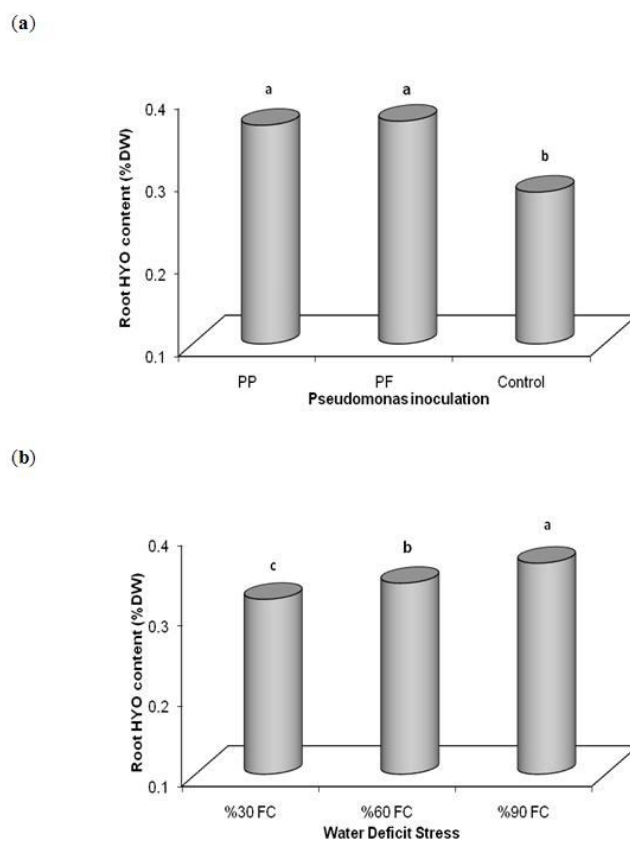 (a)
a a b
0.4
0.3
0.2
0.1
Root HYO content (%DW)
PP PF Control
Pseudomonas inoculation
(b)
c b a
0.4
0.3
0.2
0.1
Root HYO content (%DW)
%30 FC %60 FC %90 FC
Water Deficit Stress